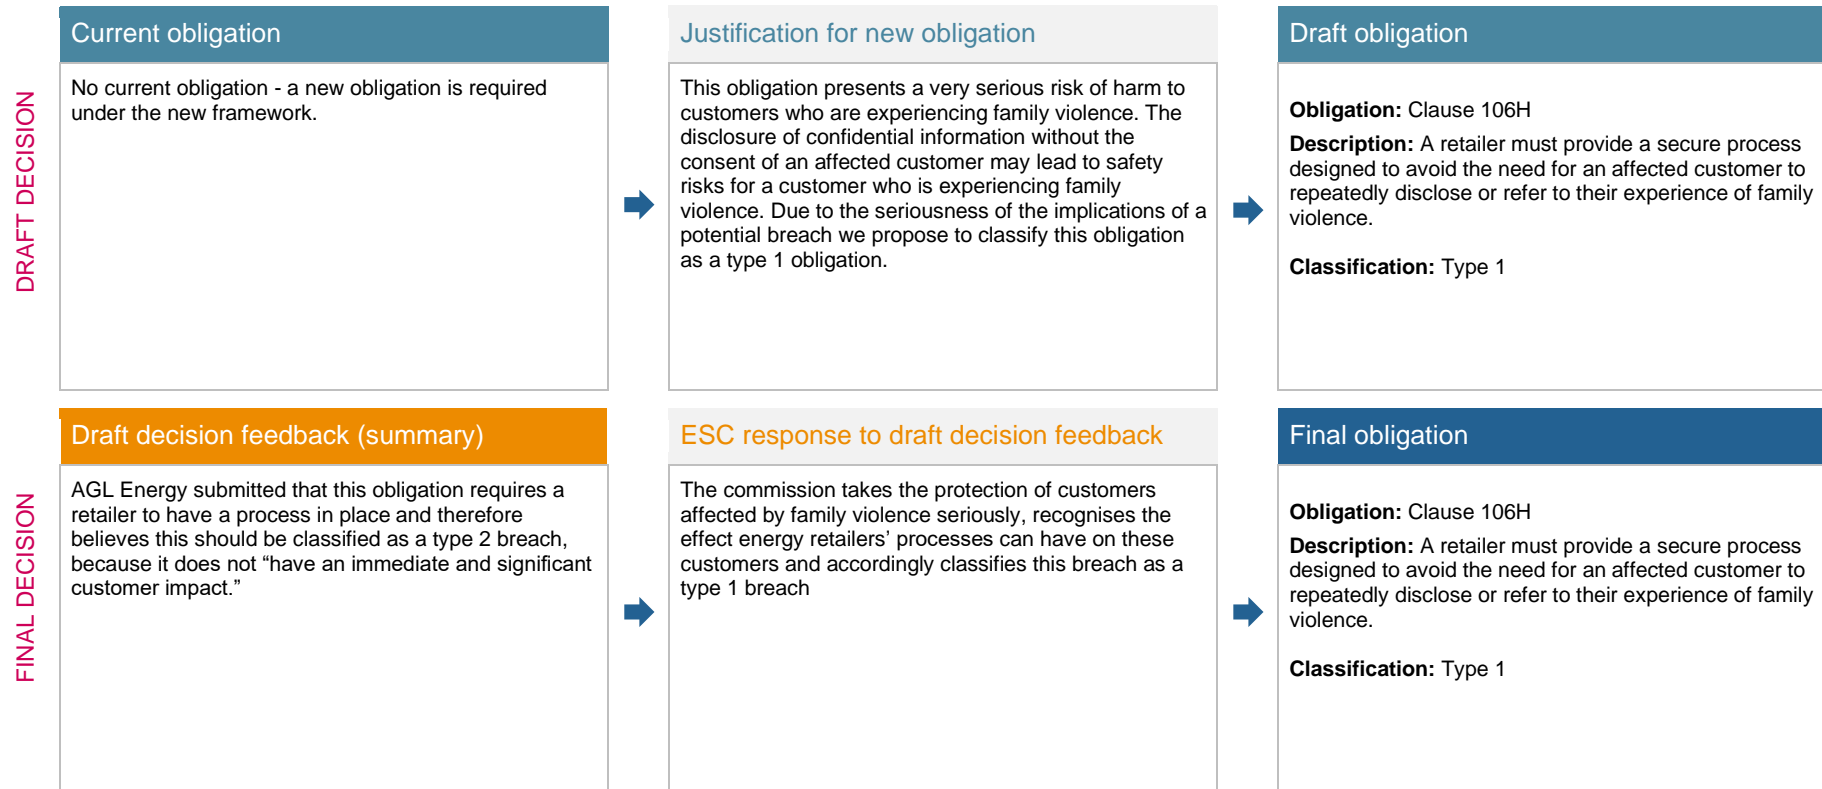 DRAFT DECISION
Current obligation
No current obligation - a new obligation is required
under the new framework.
Justification for new obligation
This obligation presents a very serious risk of harm to
customers who are experiencing family violence. The
disclosure of confidential information without the
consent of an affected customer may lead to safety
risks for a customer who is experiencing family
violence. Due to the seriousness of the implications of a
potential breach we propose to classify this obligation
as a type 1 obligation.
Draft obligation
Obligation: Clause 106H
Description: A retailer must provide a secure process
designed to avoid the need for an affected customer to
repeatedly disclose or refer to their experience of family
violence.
Classification: Type 1
FINAL DECISION
Draft decision feedback (summary)
AGL Energy submitted that this obligation requires a
retailer to have a process in place and therefore
believes this should be classified as a type 2 breach,
because it does not “have an immediate and significant
customer impact.”
ESC response to draft decision feedback
The commission takes the protection of customers
affected by family violence seriously, recognises the
effect energy retailers’ processes can have on these
customers and accordingly classifies this breach as a
type 1 breach
Final obligation
Obligation: Clause 106H
Description: A retailer must provide a secure process
designed to avoid the need for an affected customer to
repeatedly disclose or refer to their experience of family
violence.
Classification: Type 1